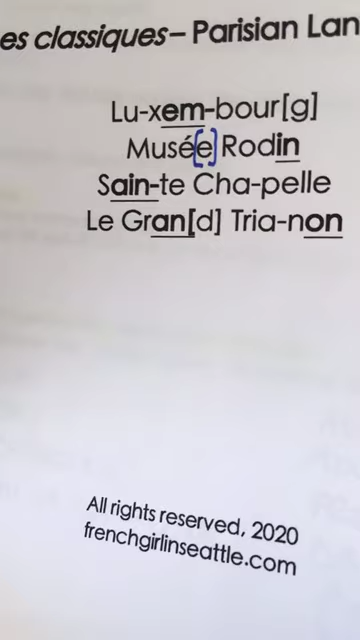 es classiques– Parisian Lan
Lu-xem-bour[g]
Musé[e] Rodin
Sain-te Cha-pelle
Le Gran[d] Tria-non
All rights reserved, 2020
frenchgirlinseattle.com